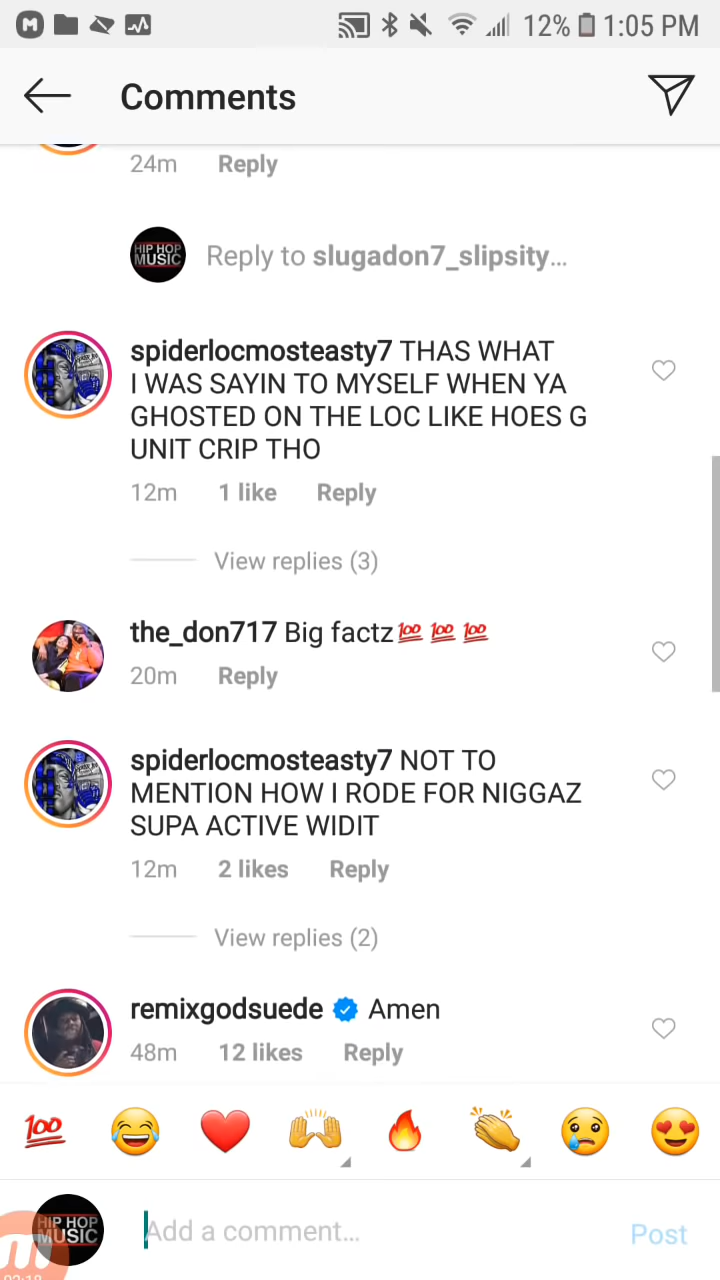 12% 1:05 PM
Comments
24m Reply
HIP HOP
MUSIC
Reply to slugadon7_slipsity...
spiderlocmosteasty7 THAS WHAT
I WAS SAYIN TO MYSELF WHEN YA
GHOSTED ON THE LOC LIKE HOES G
UNIT CRIP THO
12m 1 like Reply
View replies (3)
the_don717 Big factz💯💯💯
20m Reply
spiderlocmosteasty7 NOT TO
MENTION HOW I RODE FOR NIGGAZ
SUPA ACTIVE WIDIT
12m 2 likes Reply
View replies (2)
remixgodsuede Amen
48m 12 likes Reply
💯 😂 ❤️ 🙌 🔥 👏 😢 😍
HIP HOP
MUSIC
Add a comment... Post